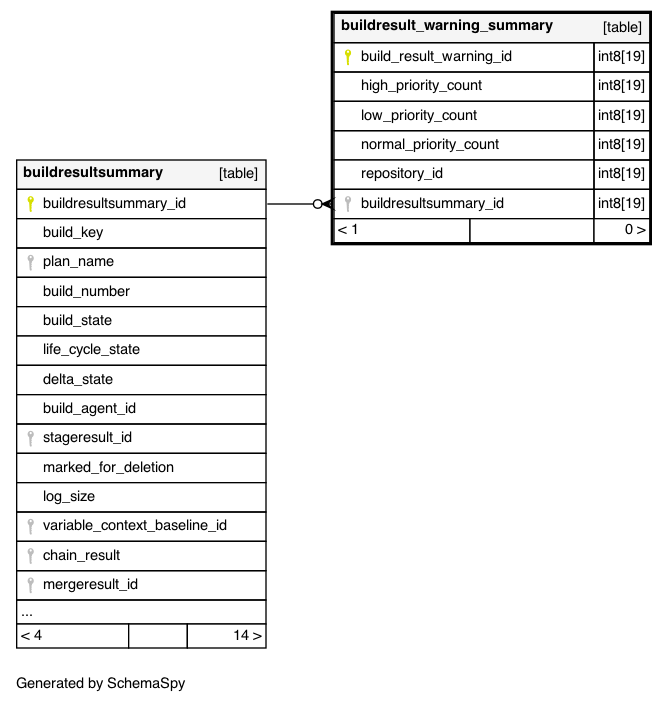 buildresult_warning_summary [table]
build_result_warning_id int8[19]
high_priority_count int8[19]
low_priority_count int8[19]
normal_priority_count int8[19]
repository_id int8[19]
buildresultsummary_id int8[19]
< 1 0 >
buildresultsummary [table]
buildresultsummary_id
build_key
plan_name
build_number
build_state
life_cycle_state
delta_state
build_agent_id
stageresult_id
marked_for_deletion
log_size
variable_context_baseline_id
chain_result
mergeresult_id
...
< 4 14 >
Generated by SchemaSpy